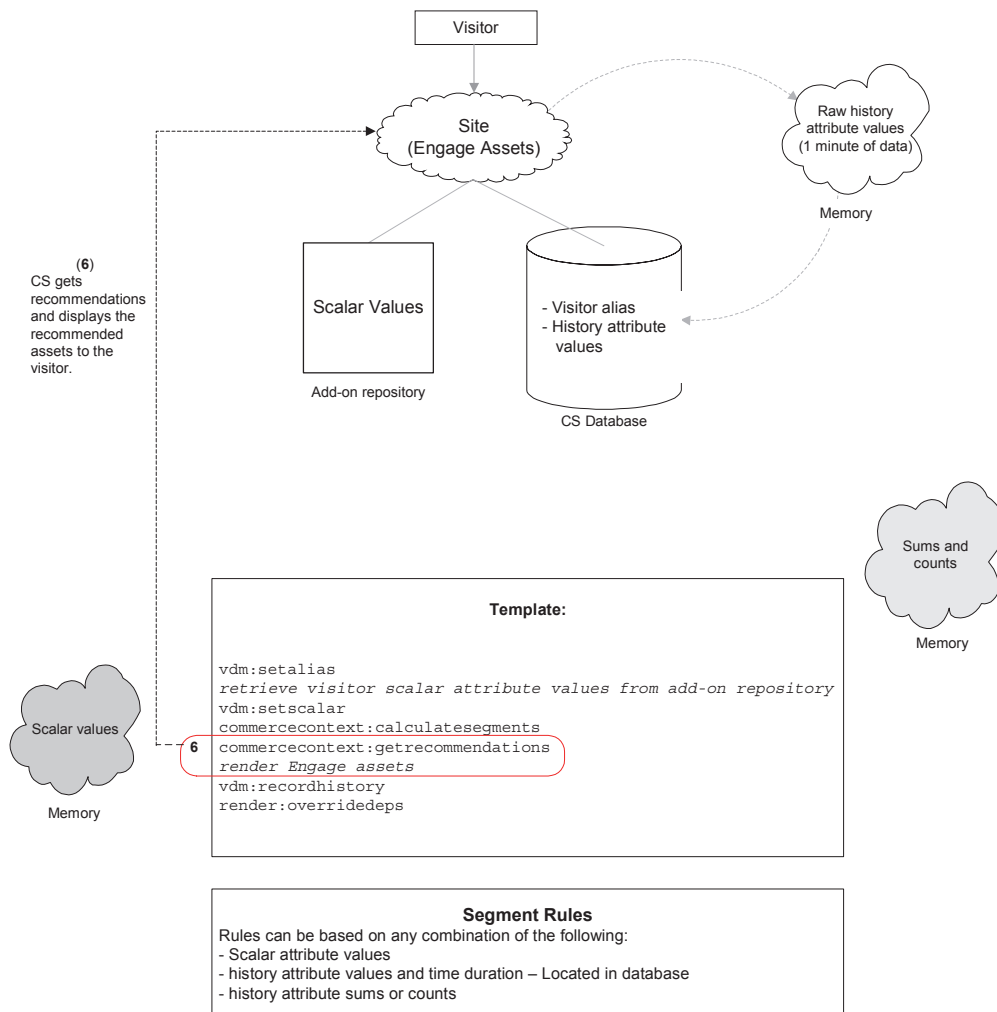 Visitor
Site
(Engage Assets)
Raw history
attribute values
(1 minute of data)
Memory
(6)
CS gets
recommendations
and displays the
recommended
assets to the
visitor.
Scalar Values
Add-on repository
- Visitor alias
- History attribute
values
CS Database
Sums and
counts
Memory
Scalar values
Memory
Template:
vdm:setalias
retrieve visitor scalar attribute values from add-on repository
vdm:setscalar
commercecontext:calculatesegments
6 commercecontext:getrecommendations
render Engage assets
vdm:recordhistory
render:overridedeps
Segment Rules
Rules can be based on any combination of the following:
- Scalar attribute values
- history attribute values and time duration – Located in database
- history attribute sums or counts